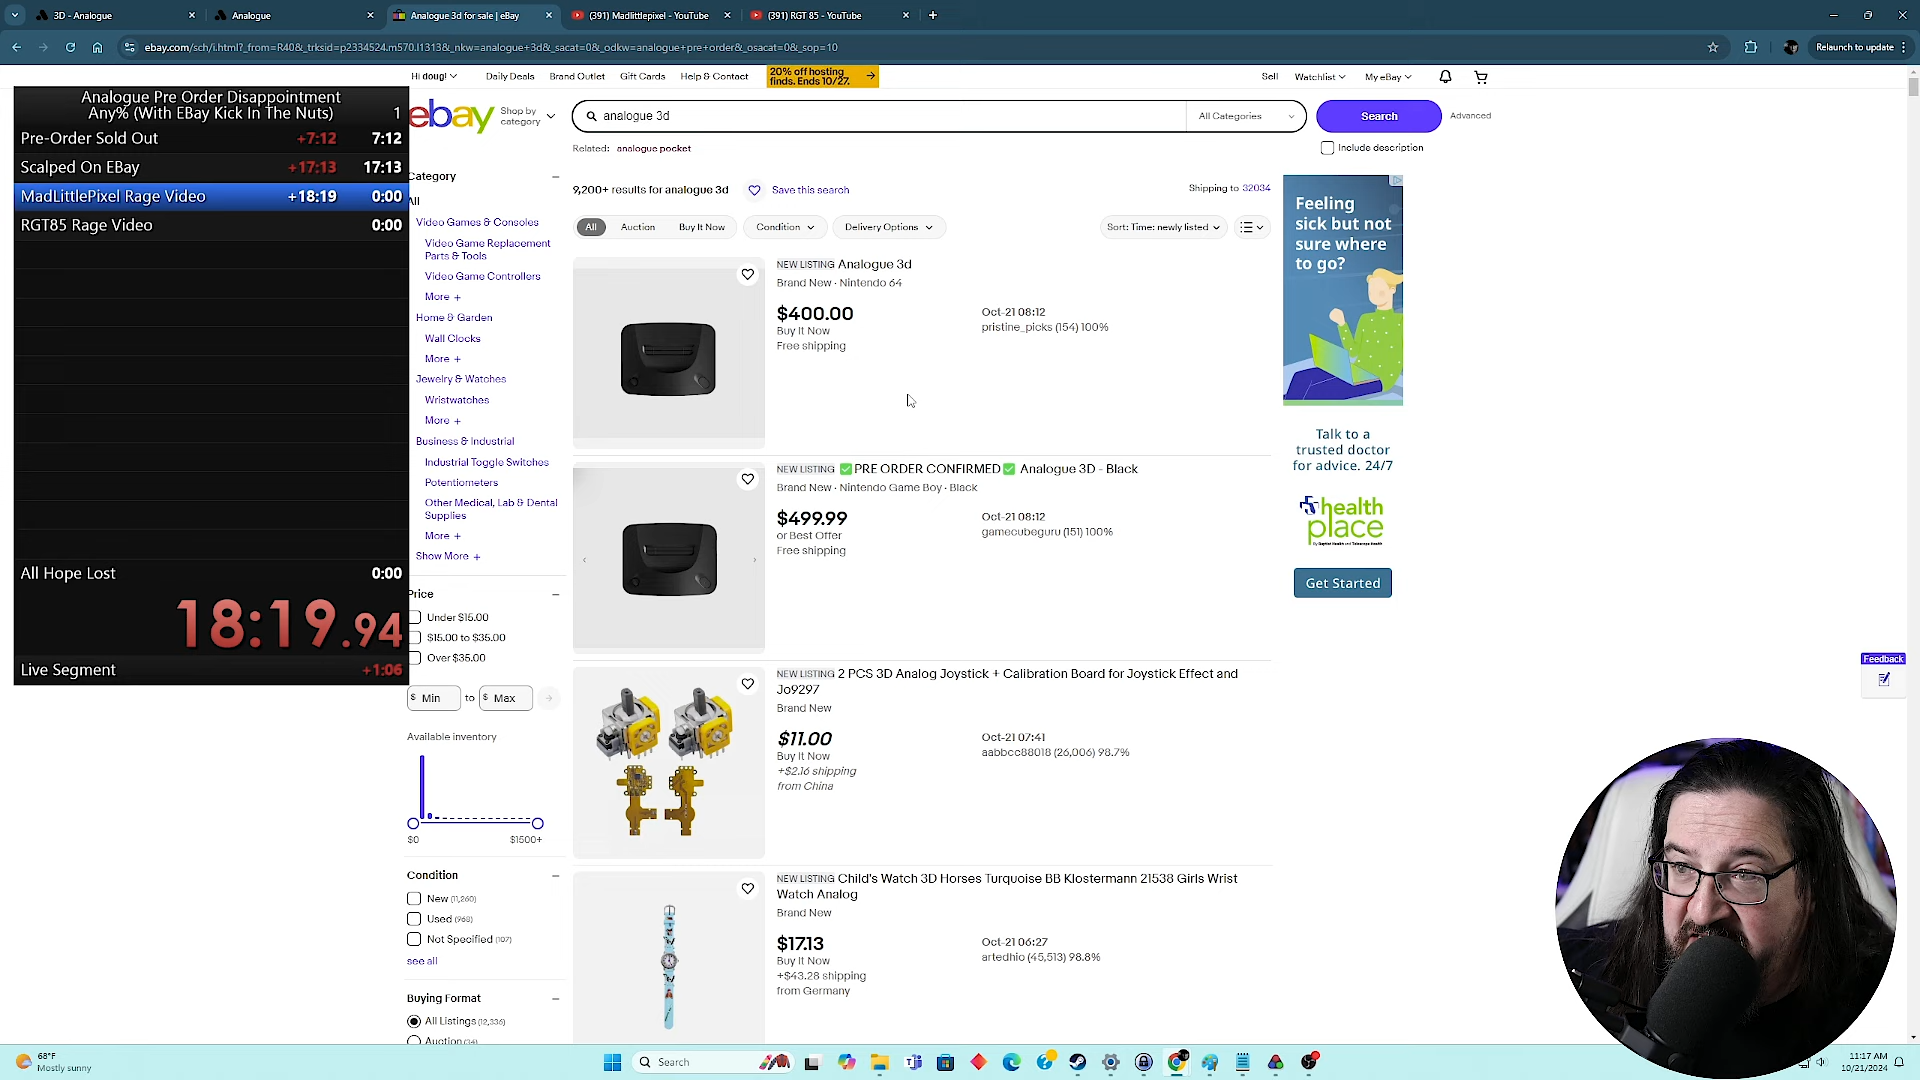 3D - Analogue
Analogue
Analogue 3d for sale | eBay
(391) Madlittlepixel - YouTube
(391) RGT 85 - YouTube
ebay.com/sch/i.html?_from=R40&_trksid=p2334524.m570.l1313&_nkw=analogue+3d&_sacat=0&_odkw=analogue+pre+order&_osacat=0&_sop=10
Relaunch to update
Hi doug!
Daily Deals
Brand Outlet
Gift Cards
Help & Contact
20% off hosting
finds. Ends 10/27.
Sell
Watchlist
My eBay
Analogue Pre Order Disappointment
Any% (With EBay Kick In The Nuts)
1
Pre-Order Sold Out +7:12 7:12
Scalped On EBay +17:13 17:13
MadLittlePixel Rage Video +18:19 0:00
RGT85 Rage Video 0:00
All Hope Lost 0:00
18:19.94
Live Segment +1:06
ebay
Shop by
category
analogue 3d
All Categories
Search
Advanced
Related: analogue pocket
Include description
Category
All
Video Games & Consoles
Video Game Replacement
Parts & Tools
Video Game Controllers
More +
Home & Garden
Wall Clocks
More +
Jewelry & Watches
Wristwatches
More +
Business & Industrial
Industrial Toggle Switches
Potentiometers
Other Medical, Lab & Dental
Supplies
More +
Show More +
Price
Under $15.00
$15.00 to $35.00
Over $35.00
$ Min to $ Max
Available inventory
$0 $1500+
Condition
New (11,260)
Used (968)
Not Specified (107)
see all
Buying Format
All Listings (12,336)
Auction (34)
9,200+ results for analogue 3d
Save this search
Shipping to 32034
All
Auction
Buy It Now
Condition
Delivery Options
Sort: Time: newly listed
NEW LISTING Analogue 3d
Brand New · Nintendo 64
$400.00
Buy It Now
Free shipping
Oct-21 08:12
pristine_picks (154) 100%
NEW LISTING ✅PRE ORDER CONFIRMED✅ Analogue 3D - Black
Brand New · Nintendo Game Boy · Black
$499.99
or Best Offer
Free shipping
Oct-21 08:12
gamecubeguru (151) 100%
NEW LISTING 2 PCS 3D Analog Joystick + Calibration Board for Joystick Effect and
Jo9297
Brand New
$11.00
Buy It Now
+$2.16 shipping
from China
Oct-21 07:41
aabbcc88018 (26,006) 98.7%
NEW LISTING Child's Watch 3D Horses Turquoise BB Klostermann 21538 Girls Wrist
Watch Analog
Brand New
$17.13
Buy It Now
+$43.28 shipping
from Germany
Oct-21 06:27
artedhio (45,513) 98.8%
Feeling
sick but not
sure where
to go?
Talk to a
trusted doctor
for advice. 24/7
health
place
Get Started
Feedback
68°F
Mostly sunny
Search
11:17 AM
10/21/2024